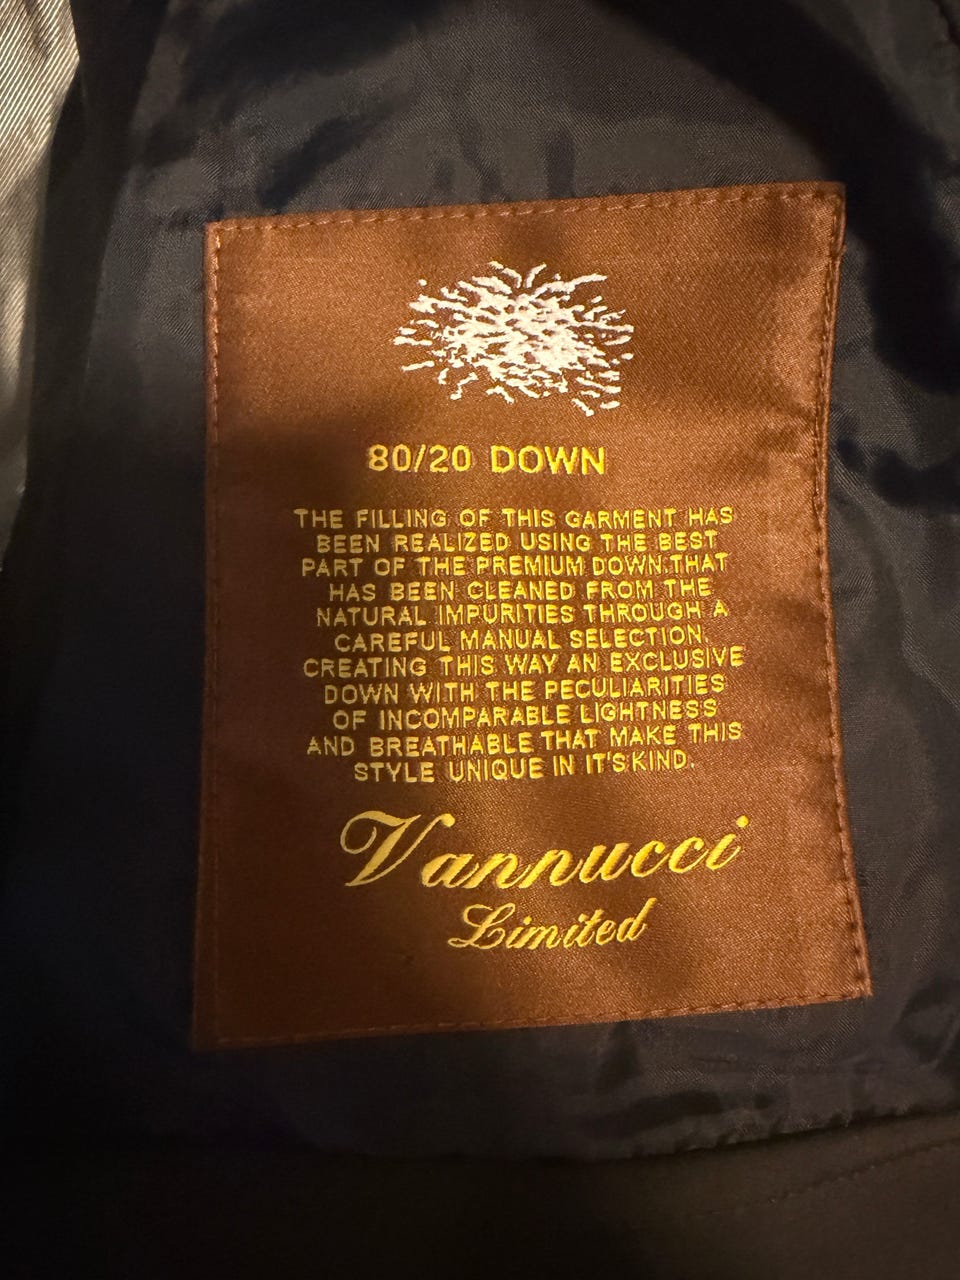 80/20 DOWN
THE FILLING OF THIS GARMENT HAS
BEEN REALIZED USING THE BEST
PART OF THE PREMIUM DOWN.THAT
HAS BEEN CLEANED FROM THE
NATURAL IMPURITIES THROUGH A
CAREFUL MANUAL SELECTION.
CREATING THIS WAY AN EXCLUSIVE
DOWN WITH THE PECULIARITIES
OF INCOMPARABLE LIGHTNESS
AND BREATHABLE THAT MAKE THIS
STYLE UNIQUE IN IT'S KIND.
Vannucci
Limited